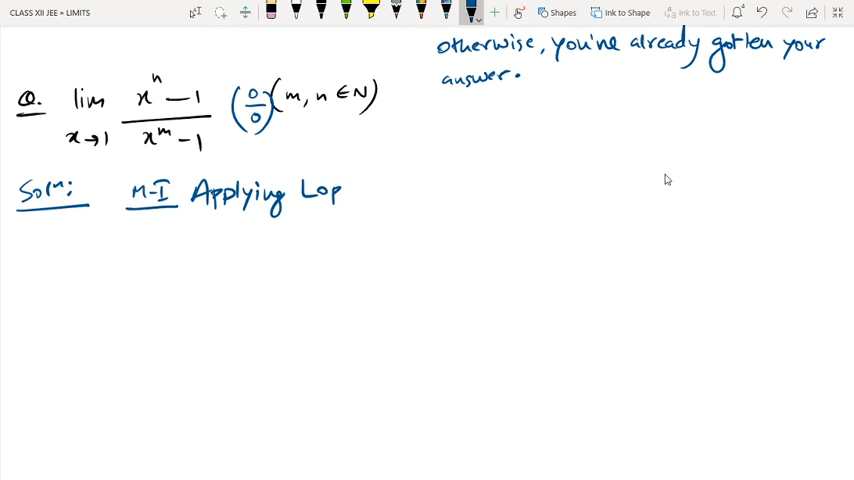 CLASS XII JEE » LIMITS
Shapes
Ink to Shape
Ink to Text
otherwise, you've already gotten your
answer.
Q. lim x→1 (x^n − 1)/(x^m − 1) (0/0) (m, n ∈ N)
Soln: M-I Applying Lop